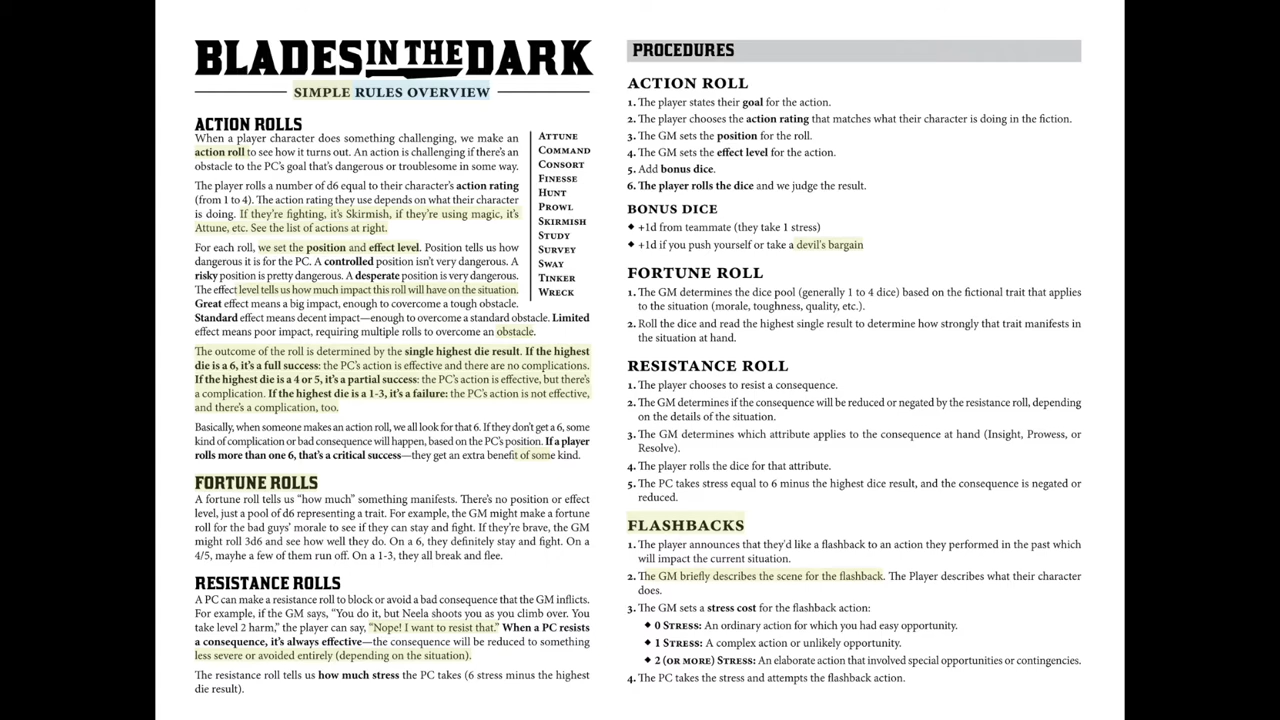 BLADES IN THE DARK
SIMPLE RULES OVERVIEW
ACTION ROLLS
When a player character does something challenging, we make an
action roll to see how it turns out. An action is challenging if there's an
obstacle to the PC's goal that's dangerous or troublesome in some way.
The player rolls a number of d6 equal to their character's action rating
(from 1 to 4). The action rating they use depends on what their character
is doing. If they're fighting, it's Skirmish, if they're using magic, it's
Attune, etc. See the list of actions at right.
For each roll, we set the position and effect level. Position tells us how
dangerous it is for the PC. A controlled position isn't very dangerous. A
risky position is pretty dangerous. A desperate position is very dangerous.
The effect level tells us how much impact this roll will have on the situation.
Great effect means a big impact, enough to covercome a tough obstacle.
Standard effect means decent impact—enough to overcome a standard obstacle. Limited
effect means poor impact, requiring multiple rolls to overcome an obstacle.
ATTUNE
COMMAND
CONSORT
FINESSE
HUNT
PROWL
SKIRMISH
STUDY
SURVEY
SWAY
TINKER
WRECK
The outcome of the roll is determined by the single highest die result. If the highest
die is a 6, it's a full success: the PC's action is effective and there are no complications.
If the highest die is a 4 or 5, it's a partial success: the PC's action is effective, but there's
a complication. If the highest die is a 1-3, it's a failure: the PC's action is not effective,
and there's a complication, too.
Basically, when someone makes an action roll, we all look for that 6. If they don't get a 6, some
kind of complication or bad consequence will happen, based on the PC's position. If a player
rolls more than one 6, that's a critical success—they get an extra benefit of some kind.
FORTUNE ROLLS
A fortune roll tells us "how much" something manifests. There's no position or effect
level, just a pool of d6 representing a trait. For example, the GM might make a fortune
roll for the bad guys' morale to see if they can stay and fight. If they're brave, the GM
might roll 3d6 and see how well they do. On a 6, they definitely stay and fight. On a
4/5, mayhe a few of them run off. On a 1-3, they all break and flee.
RESISTANCE ROLLS
A PC can make a resistance roll to block or avoid a bad consequence that the GM inflicts.
For example, if the GM says, "You do it, but Neela shoots you as you climb over. You
take level 2 harm," the player can say, "Nope! I want to resist that." When a PC resists
a consequence, it's always effective—the consequence will be reduced to something
less severe or avoided entirely (depending on the situation).
The resistance roll tells us how much stress the PC takes (6 stress minus the highest
die result).
PROCEDURES
ACTION ROLL
1. The player states their goal for the action.
2. The player chooses the action rating that matches what their character is doing in the fiction.
3. The GM sets the position for the roll.
4. The GM sets the effect level for the action.
5. Add bonus dice.
6. The player rolls the dice and we judge the result.
BONUS DICE
◆ +1d from teammate (they take 1 stress)
◆ +1d if you push yourself or take a devil's bargain
FORTUNE ROLL
1. The GM determines the dice pool (generally 1 to 4 dice) based on the fictional trait that applies
to the situation (morale, toughness, quality, etc.).
2. Roll the dice and read the highest single result to determine how strongly that trait manifests in
the situation at hand.
RESISTANCE ROLL
1. The player chooses to resist a consequence.
2. The GM determines if the consequence will be reduced or negated by the resistance roll, depending
on the details of the situation.
3. The GM determines which attribute applies to the consequence at hand (Insight, Prowess, or
Resolve).
4. The player rolls the dice for that attribute.
5. The PC takes stress equal to 6 minus the highest dice result, and the consequence is negated or
reduced.
FLASHBACKS
1. The player announces that they'd like a flashback to an action they performed in the past which
will impact the current situation.
2. The GM briefly describes the scene for the flashback. The Player describes what their character
does.
3. The GM sets a stress cost for the flashback action:
◆ 0 STRESS: An ordinary action for which you had easy opportunity.
◆ 1 STRESS: A complex action or unlikely opportunity.
◆ 2 (OR MORE) STRESS: An elaborate action that involved special opportunities or contingencies.
4. The PC takes the stress and attempts the flashback action.